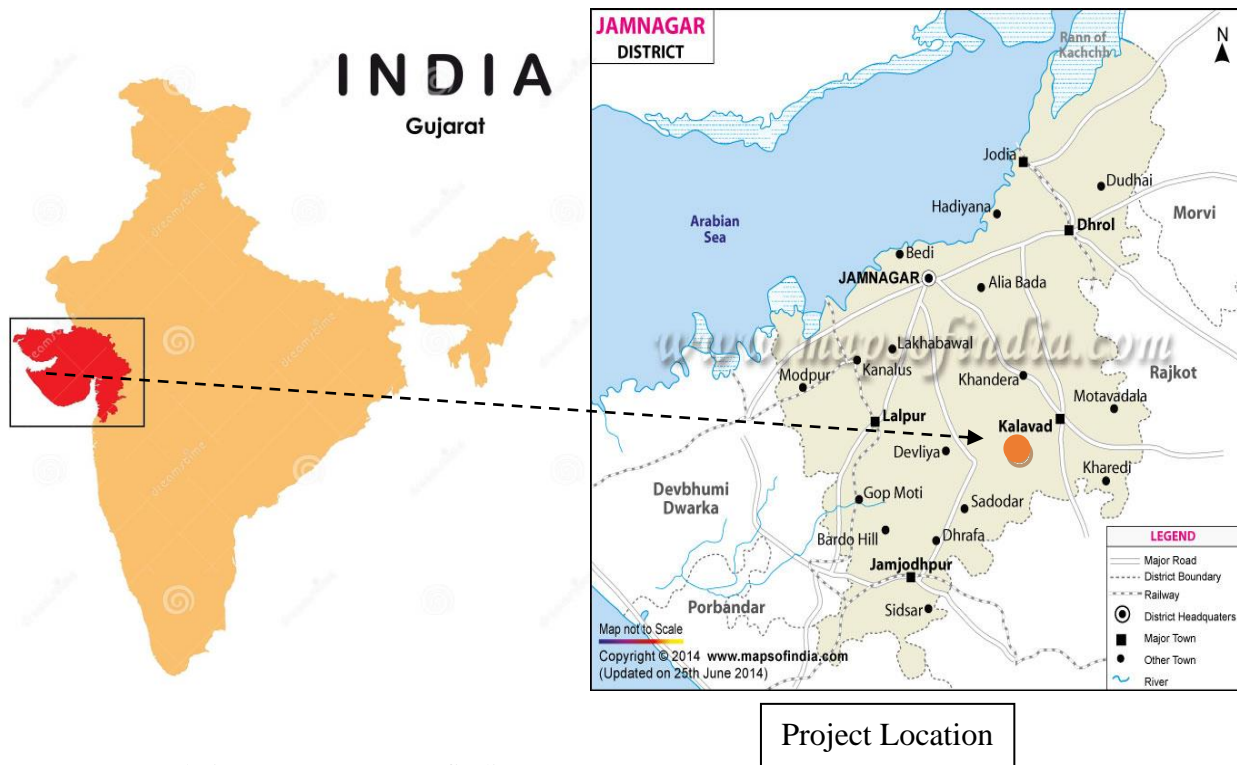 INDIA
Gujarat
JAMNAGAR
DISTRICT
N
Rann of
Kachchh
Jodia
Dudhai
Hadiyana
Morvi
Dhrol
Arabian
Sea
Bedi
JAMNAGAR
Alia Bada
www.mapsofindia.com
Lakhabawal
Kanalus
Khandera
Rajkot
Modpur
Motavadala
Lalpur
Kalavad
Devliya
Kharedi
Devbhumi
Dwarka
Gop Moti
Sadodar
Bardo Hill
Dhrafa
Jamjodhpur
Porbandar
Sidsar
LEGEND
Major Road
District Boundary
Railway
District Headquaters
Major Town
Other Town
River
Map not to Scale
Copyright © 2014 www.mapsofindia.com
(Updated on 25th June 2014)
Project Location
dreamstime